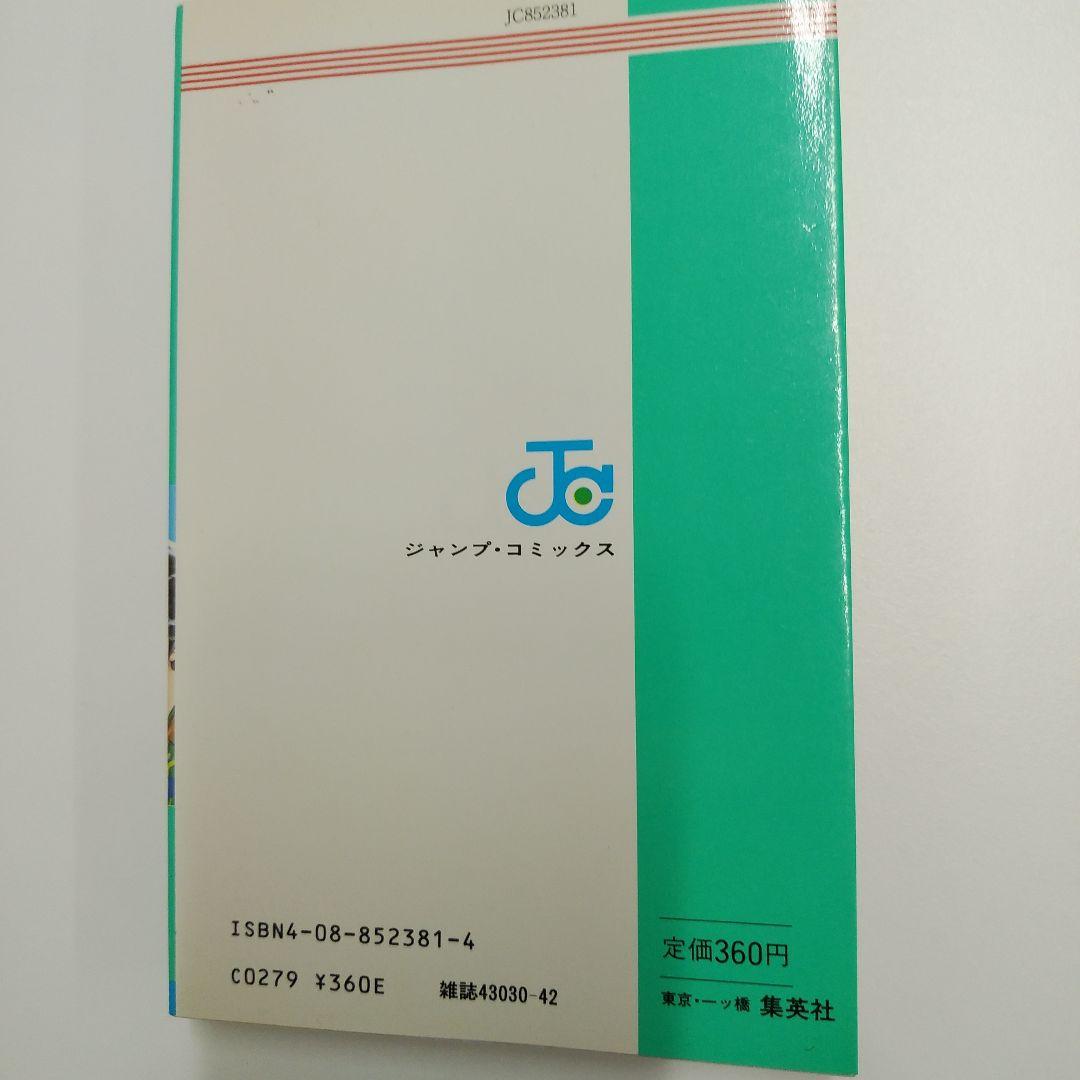 JC852381
JC
ジャンプ・コミックス
ISBN4-08-852381-4
C0279 ¥360E 雑誌43030-42
定価360円
東京・一ッ橋 集英社